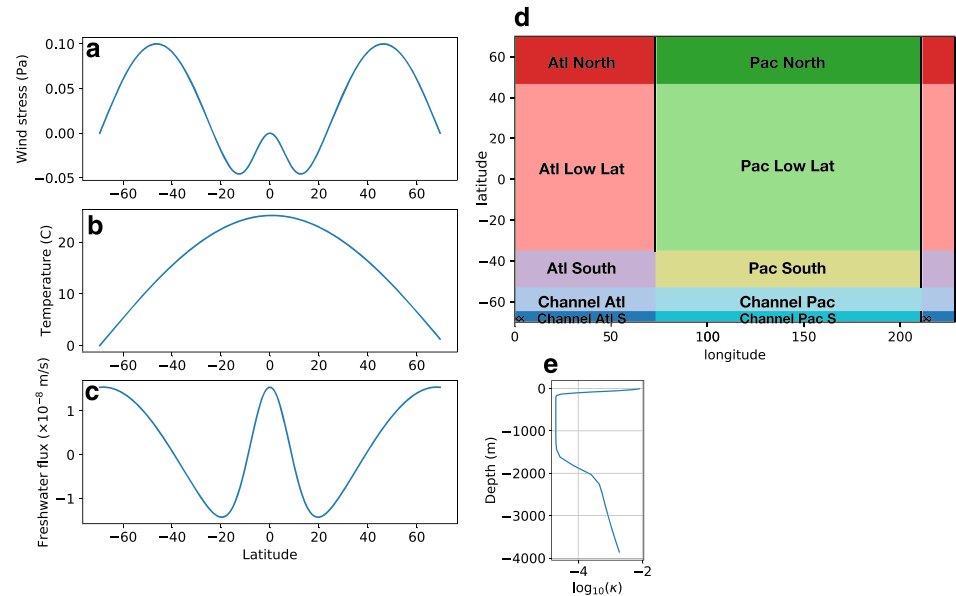 a
Wind stress (Pa)
0.10
0.05
0.00
−0.05
−60 −40 −20 0 20 40 60
b
Temperature (C)
20
10
0
−60 −40 −20 0 20 40 60
c
Freshwater flux (×10⁻⁸ m/s)
1
0
−1
−60 −40 −20 0 20 40 60
Latitude
d
latitude
60
40
20
0
−20
−40
−60
Atl North Pac North
Atl Low Lat Pac Low Lat
Atl South Pac South
Channel Atl Channel Pac
Channel Atl S Channel Pac S
0 50 100 150 200
longitude
e
Depth (m)
0
−1000
−2000
−3000
−4000
−4 −2
log₁₀(κ)